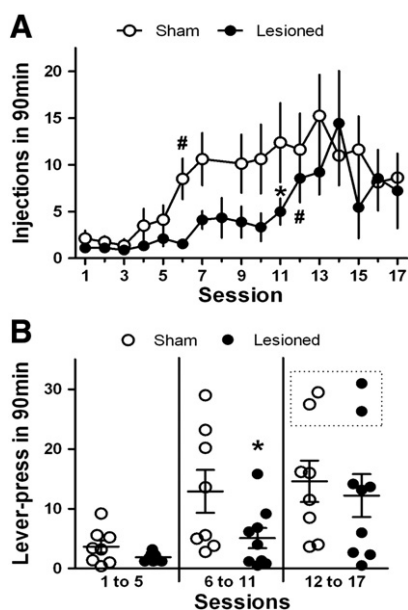 A
Sham Lesioned
Injections in 90min
20
15
10
5
0
#
*
#
1 3 5 7 9 11 13 15 17
Session
B
Sham Lesioned
Lever-press in 90min
30
20
10
0
*
1 to 5 6 to 11 12 to 17
Sessions